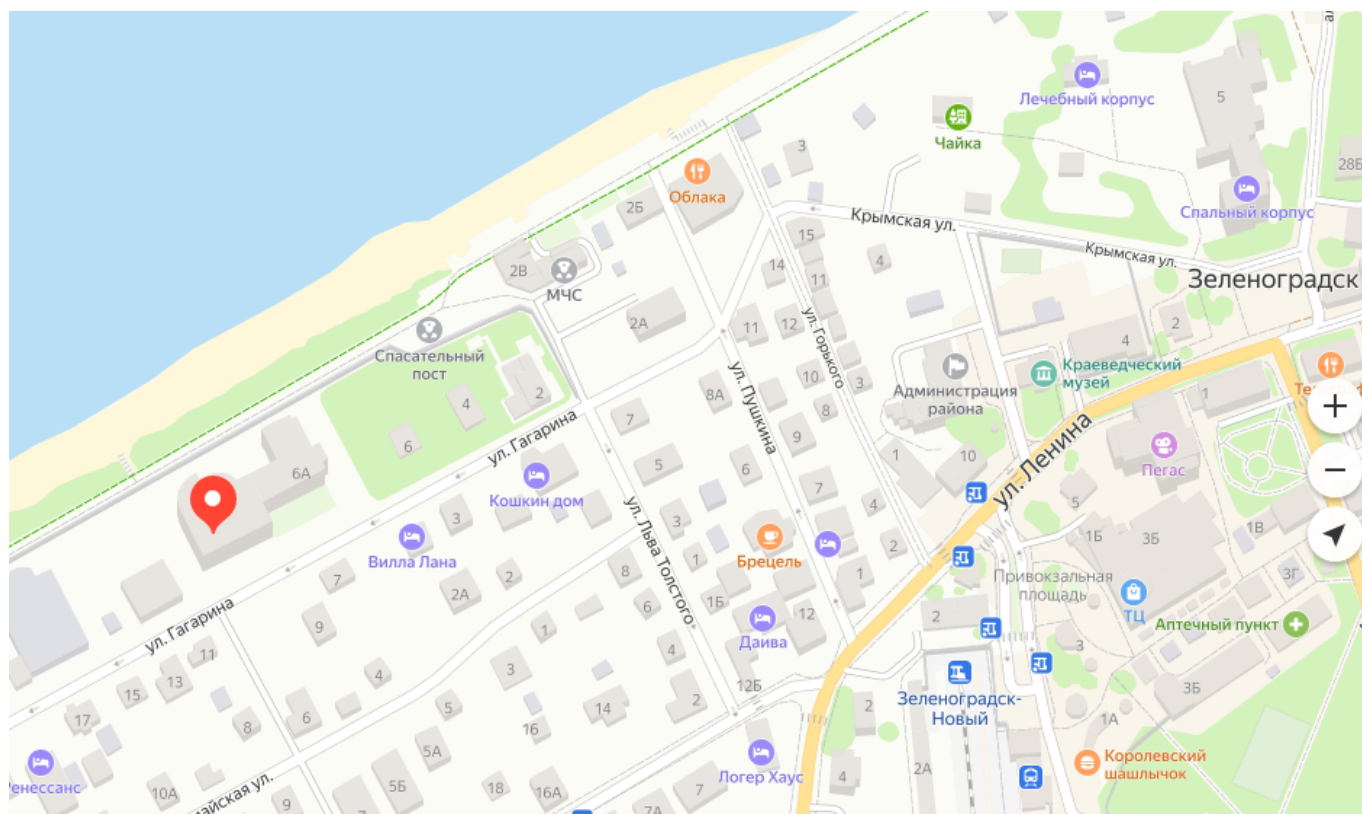 Лечебный корпус
5
Чайка
3
28Б
Облака
2Б
Спальный корпус
Крымская ул.
15
Крымская ул.
4
2В
МЧС
14
11
Зеленоградск
2А
11
12
ул. Горького
2
4
Спасательный
пост
Краеведческий
музей
Администрация
района
10
3
1
2
4
8А
ул. Пушкина
8
7
ул. Гагарина
9
ул. Ленина
6
1
10
Пегас
5
6
6А
7
Кошкин дом
5
4
3
ул. Льва Толстого
3
1Б
3Б
1В
2
Вилла Лана
Брецель
1
7
2
8
1
Привокзальная
площадь
3Г
2А
6
1Б
12
2
ТЦ
Аптечный пункт
ул. Гагарина
9
1
Даива
11
4
3
3
4
13
15
12Б
3Б
Зеленоградск-
Новый
2
5
14
2
17
6
8
16
1А
5А
Логер Хаус
4
2А
Королевский
шашлычок
5Б
18
16А
7
10А
9
7А